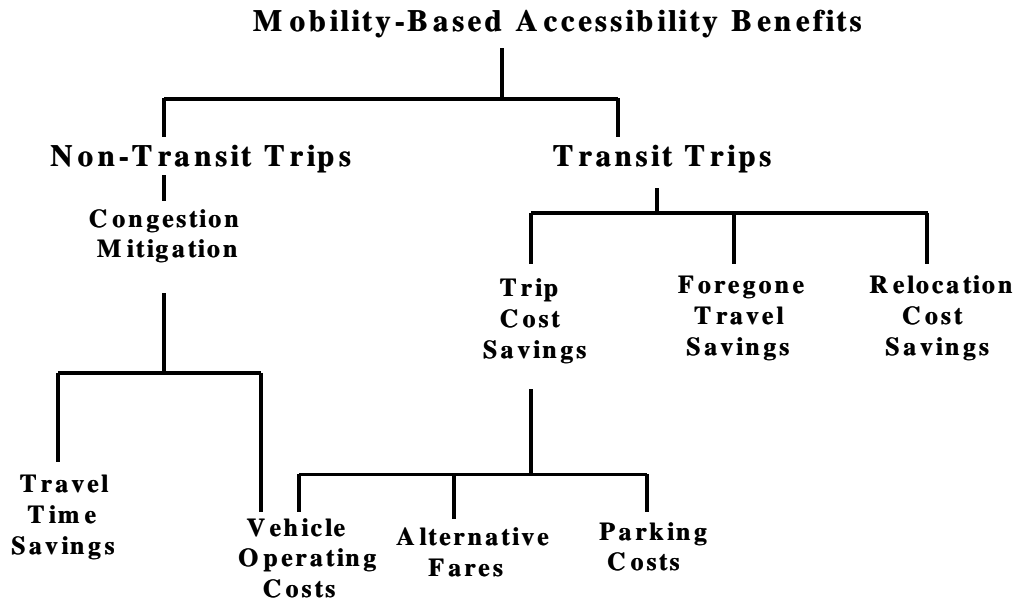 Mobility-Based Accessibility Benefits
Non-Transit Trips
Transit Trips
Congestion
Mitigation
Trip
Cost
Savings
Foregone
Travel
Savings
Relocation
Cost
Savings
Travel
Time
Savings
Vehicle
Operating
Costs
Alternative
Fares
Parking
Costs